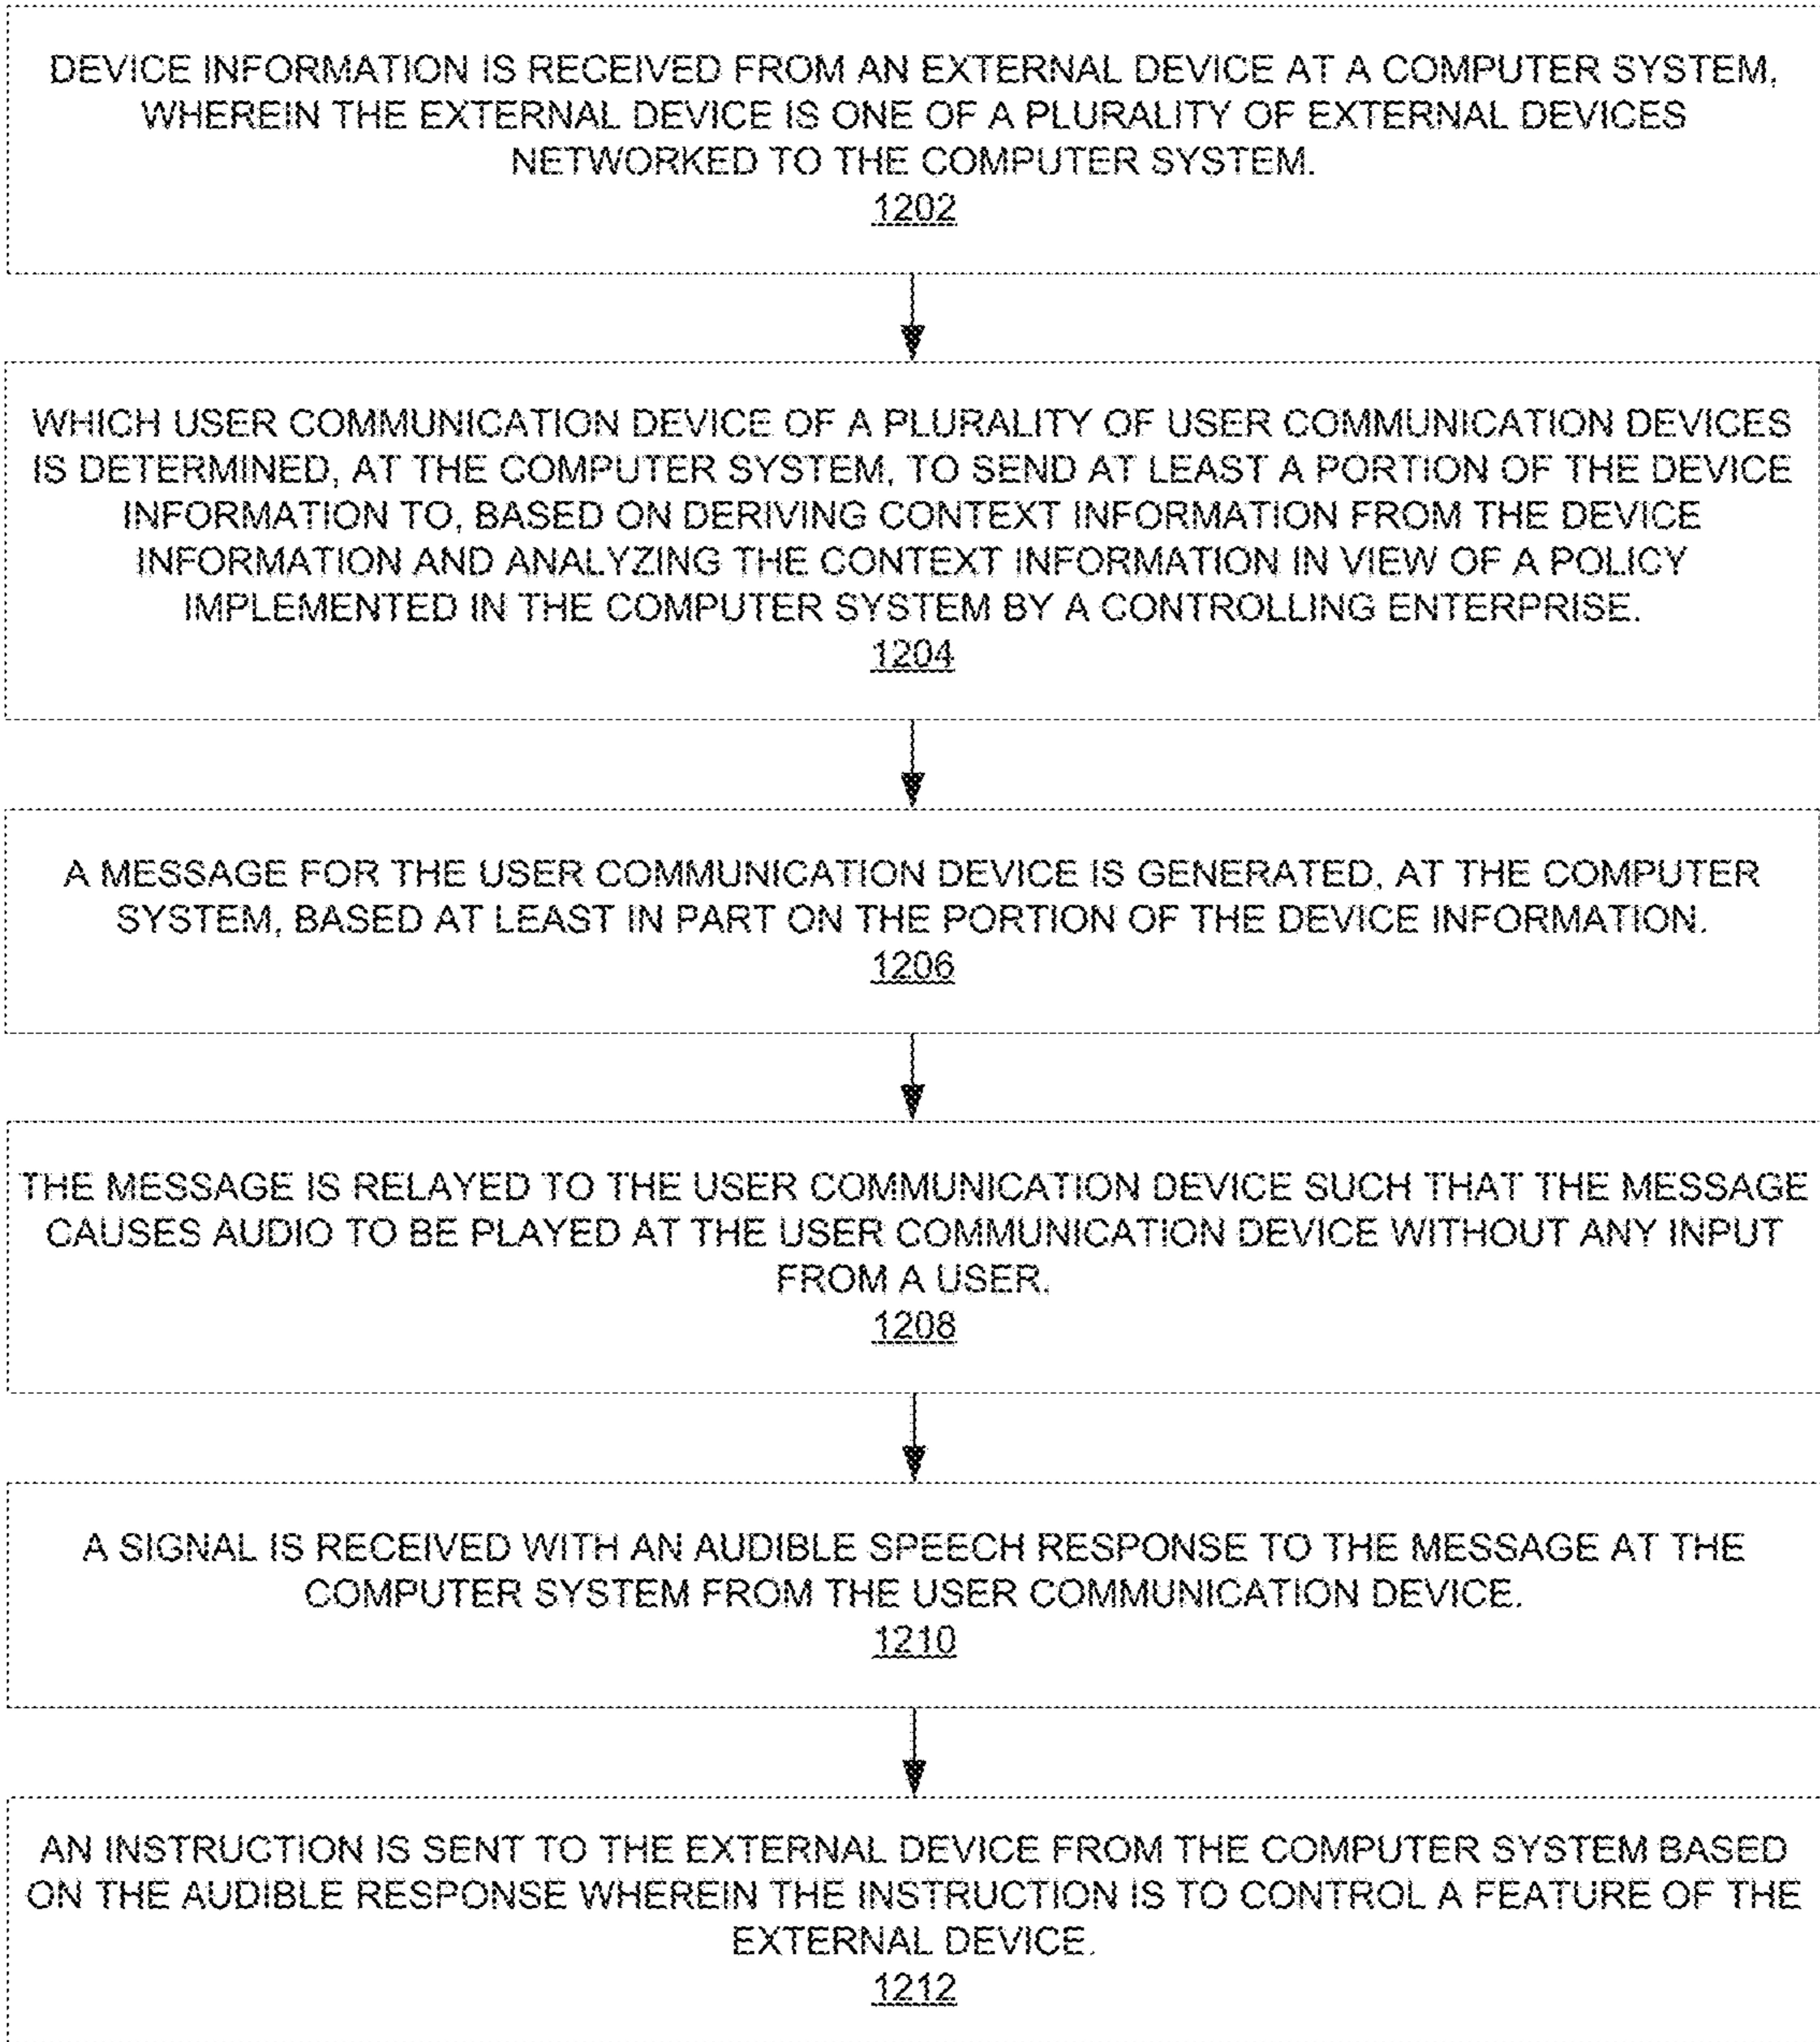 DEVICE INFORMATION IS RECEIVED FROM AN EXTERNAL DEVICE AT A COMPUTER SYSTEM,
WHEREIN THE EXTERNAL DEVICE IS ONE OF A PLURALITY OF EXTERNAL DEVICES
NETWORKED TO THE COMPUTER SYSTEM.
1202
WHICH USER COMMUNICATION DEVICE OF A PLURALITY OF USER COMMUNICATION DEVICES
IS DETERMINED, AT THE COMPUTER SYSTEM, TO SEND AT LEAST A PORTION OF THE DEVICE
INFORMATION TO, BASED ON DERIVING CONTEXT INFORMATION FROM THE DEVICE
INFORMATION AND ANALYZING THE CONTEXT INFORMATION IN VIEW OF A POLICY
IMPLEMENTED IN THE COMPUTER SYSTEM BY A CONTROLLING ENTERPRISE.
1204
A MESSAGE FOR THE USER COMMUNICATION DEVICE IS GENERATED, AT THE COMPUTER
SYSTEM, BASED AT LEAST IN PART ON THE PORTION OF THE DEVICE INFORMATION.
1206
THE MESSAGE IS RELAYED TO THE USER COMMUNICATION DEVICE SUCH THAT THE MESSAGE
CAUSES AUDIO TO BE PLAYED AT THE USER COMMUNICATION DEVICE WITHOUT ANY INPUT
FROM A USER.
1208
A SIGNAL IS RECEIVED WITH AN AUDIBLE SPEECH RESPONSE TO THE MESSAGE AT THE
COMPUTER SYSTEM FROM THE USER COMMUNICATION DEVICE.
1210
AN INSTRUCTION IS SENT TO THE EXTERNAL DEVICE FROM THE COMPUTER SYSTEM BASED
ON THE AUDIBLE RESPONSE WHEREIN THE INSTRUCTION IS TO CONTROL A FEATURE OF THE
EXTERNAL DEVICE.
1212